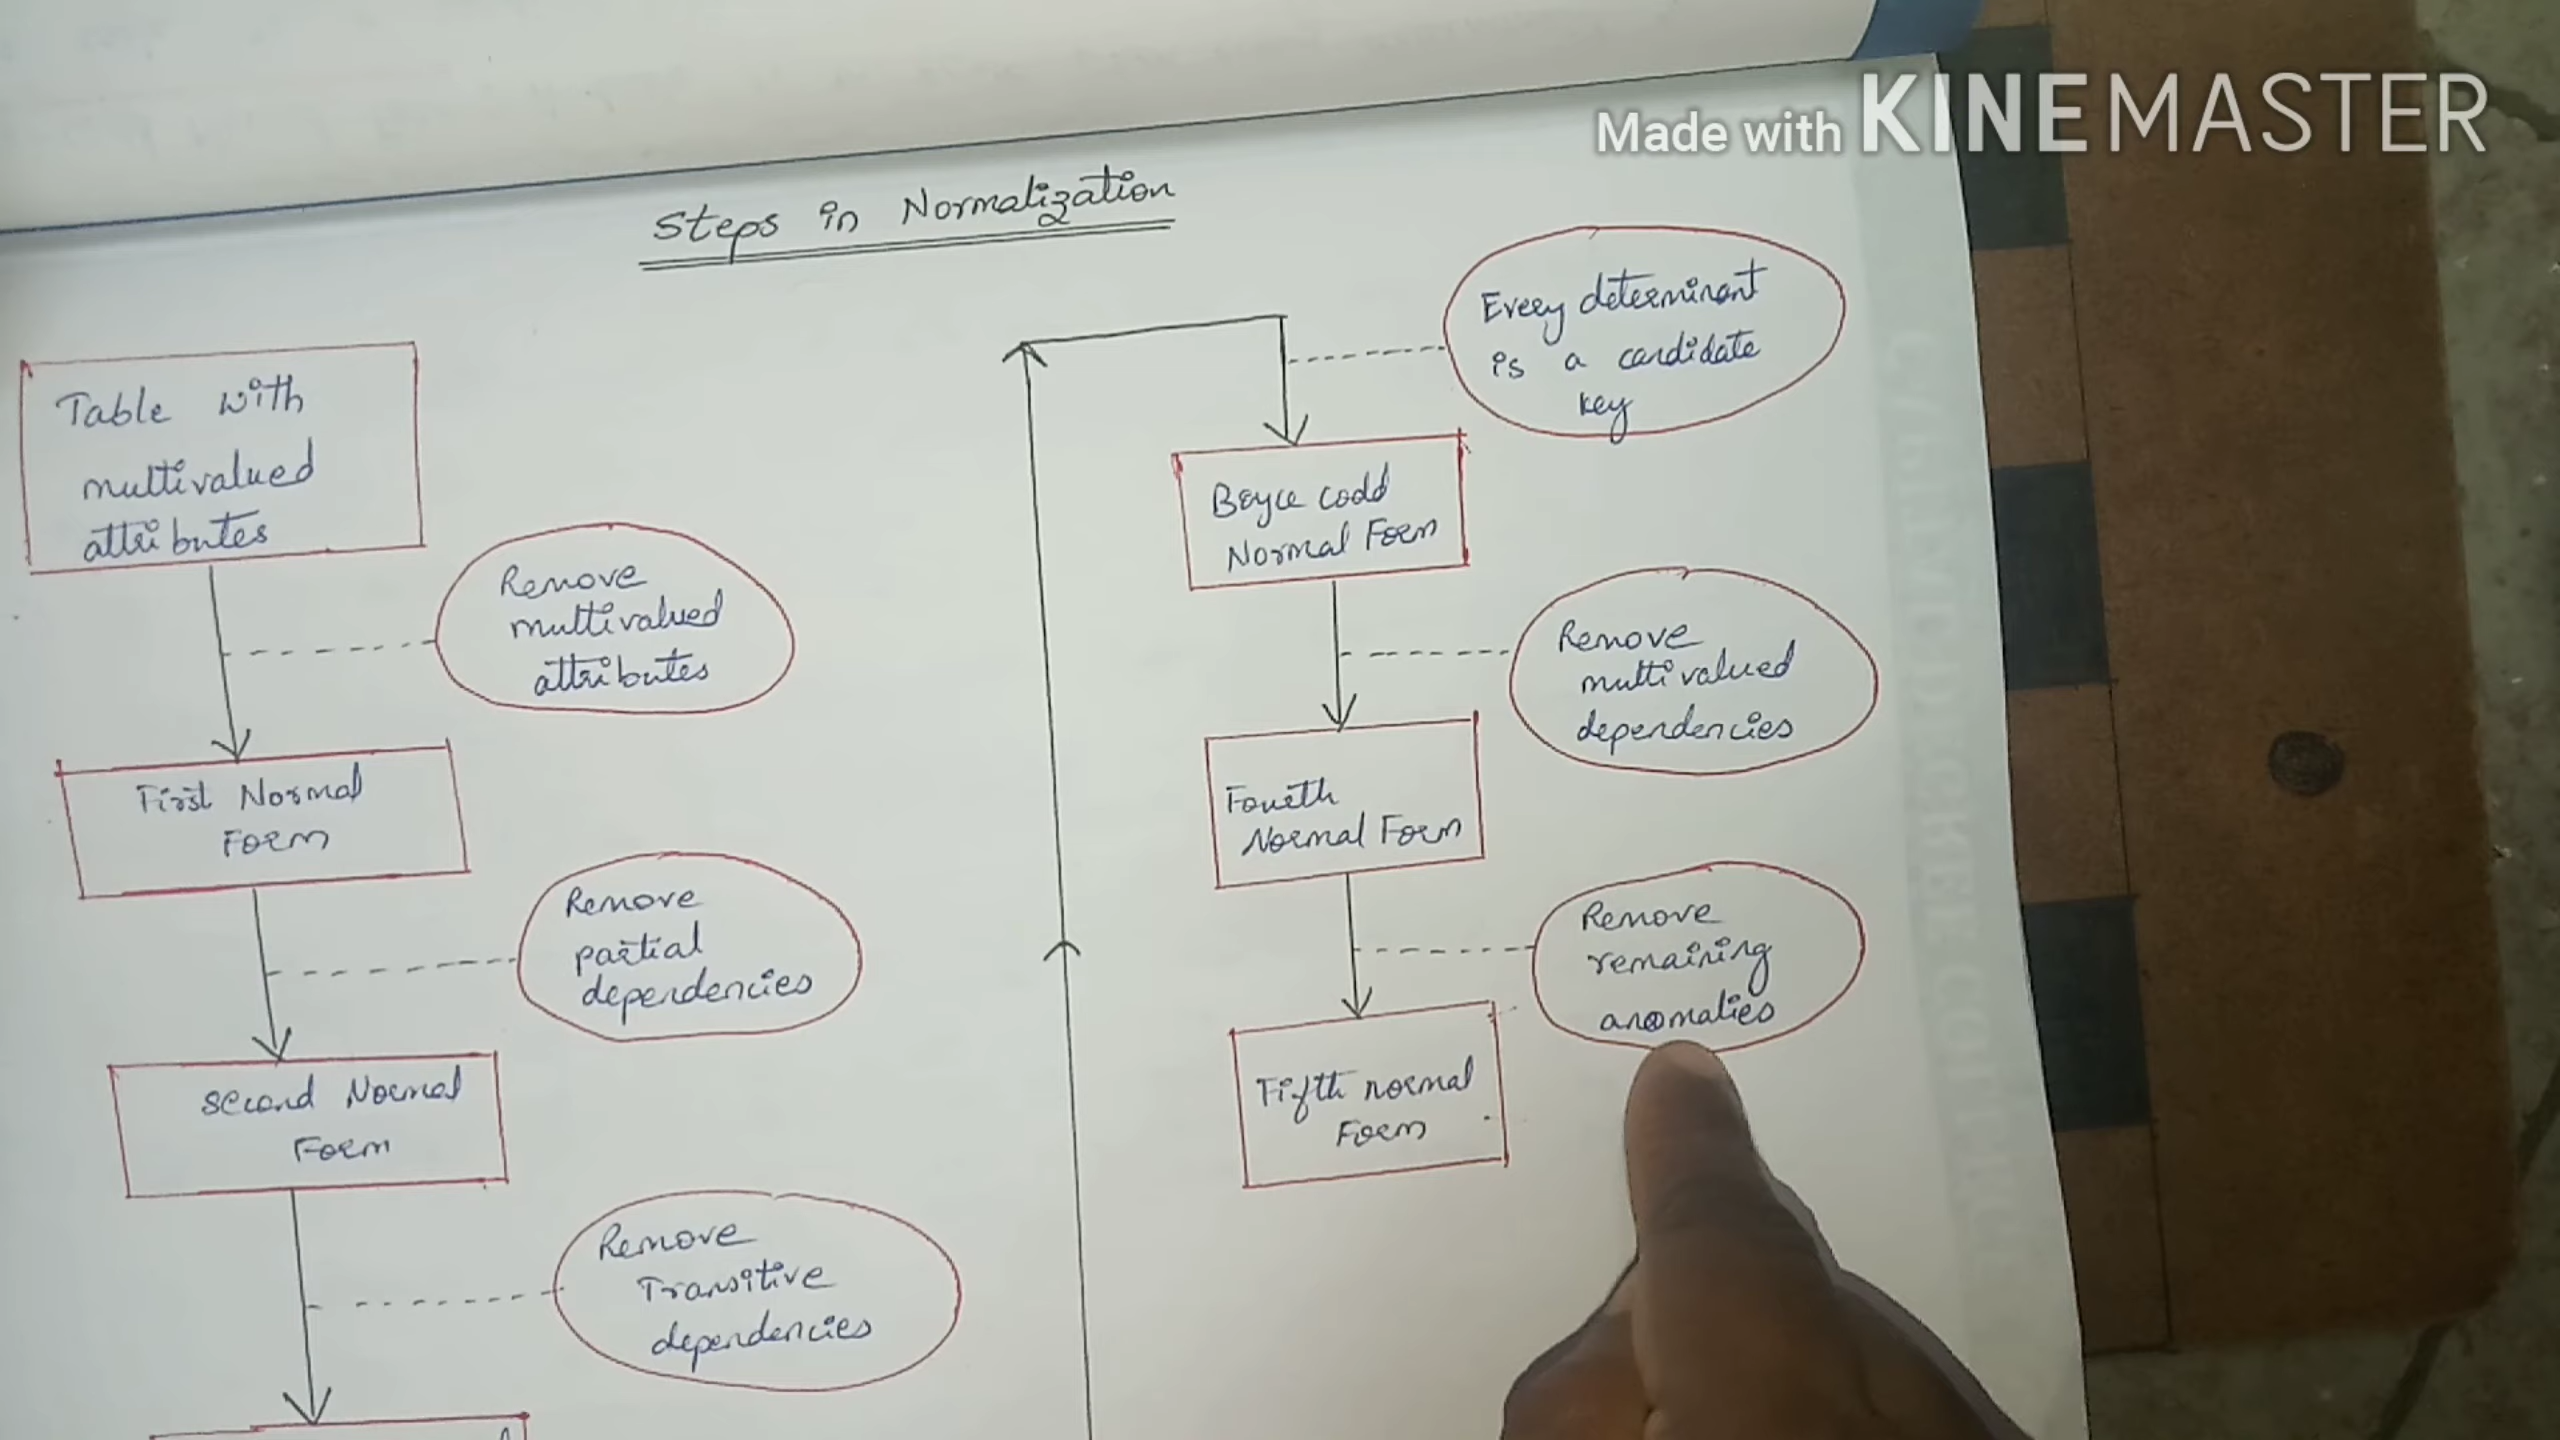 Made with KINEMASTER
Steps in Normalization
Table with
multivalued
attributes
Remove
multivalued
attributes
First Normal
Form
Remove
partial
dependencies
Second Normal
Form
Remove
Transitive
dependencies
Every determinant
is a candidate
key
Boyce codd
Normal Form
Remove
multivalued
dependencies
Fourth
Normal Form
Remove
remaining
anomalies
Fifth normal
Form